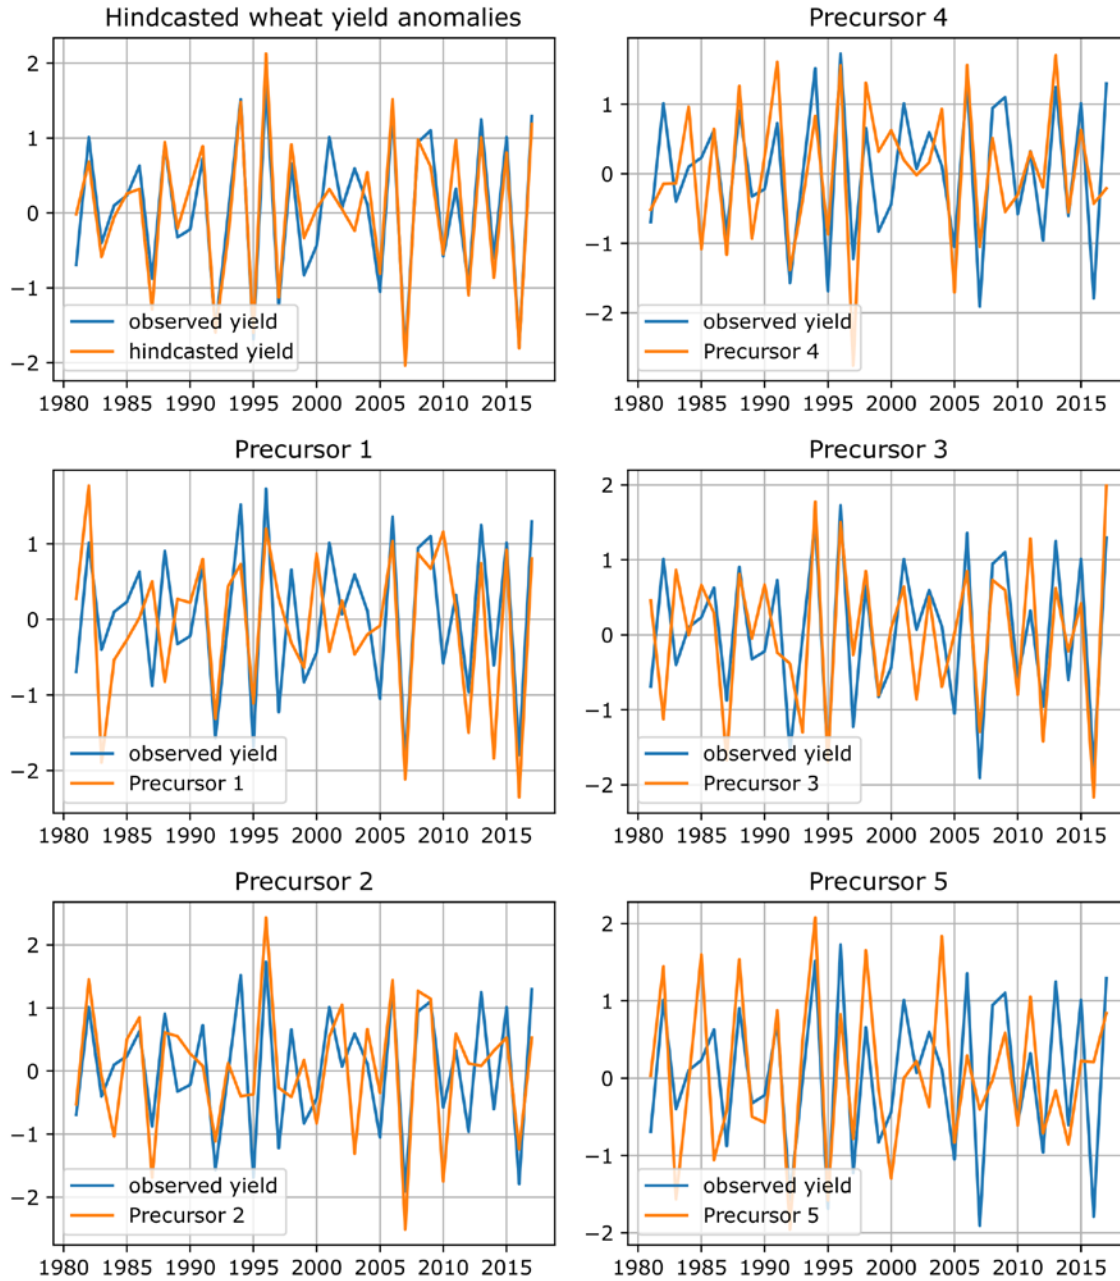 Hindcasted wheat yield anomalies
2
1
0
−1
−2
observed yield
hindcasted yield
1980 1985 1990 1995 2000 2005 2010 2015
Precursor 4
1
0
−1
−2
observed yield
Precursor 4
1980 1985 1990 1995 2000 2005 2010 2015
Precursor 1
1
0
−1
−2
observed yield
Precursor 1
1980 1985 1990 1995 2000 2005 2010 2015
Precursor 3
2
1
0
−1
−2
observed yield
Precursor 3
1980 1985 1990 1995 2000 2005 2010 2015
Precursor 2
2
1
0
−1
−2
observed yield
Precursor 2
1980 1985 1990 1995 2000 2005 2010 2015
Precursor 5
2
1
0
−1
−2
observed yield
Precursor 5
1980 1985 1990 1995 2000 2005 2010 2015